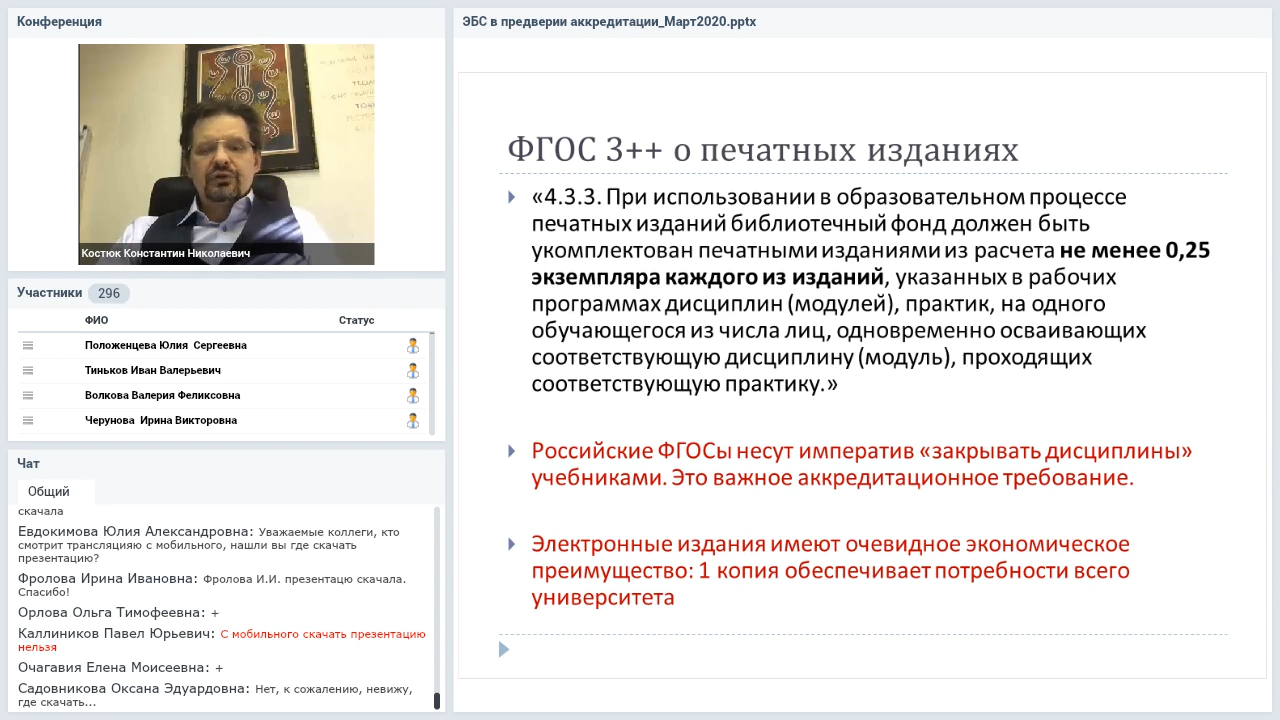 Конференция
Костюк Константин Николаевич
Участники 296
ФИО Статус
Положенцева Юлия Сергеевна
Тиньков Иван Валерьевич
Волкова Валерия Феликсовна
Черунова Ирина Викторовна
Чат
Общий
скачала
Евдокимова Юлия Александровна: Уважаемые коллеги, кто
смотрит трансляцияю с мобильного, нашли вы где скачать
презентацию?
Фролова Ирина Ивановна: Фролова И.И. презентацю скачала.
Спасибо!
Орлова Ольга Тимофеевна: +
Каллиников Павел Юрьевич: С мобильного скачать презентацию
нельзя
Очагавия Елена Моисеевна: +
Садовникова Оксана Эдуардовна: Нет, к сожалению, невижу,
где скачать...
ЭБС в предверии аккредитации_Март2020.pptx
ФГОС 3++ о печатных изданиях
«4.3.3. При использовании в образовательном процессе
печатных изданий библиотечный фонд должен быть
укомплектован печатными изданиями из расчета не менее 0,25
экземпляра каждого из изданий, указанных в рабочих
программах дисциплин (модулей), практик, на одного
обучающегося из числа лиц, одновременно осваивающих
соответствующую дисциплину (модуль), проходящих
соответствующую практику.»
Российские ФГОСы несут императив «закрывать дисциплины»
учебниками. Это важное аккредитационное требование.
Электронные издания имеют очевидное экономическое
преимущество: 1 копия обеспечивает потребности всего
университета